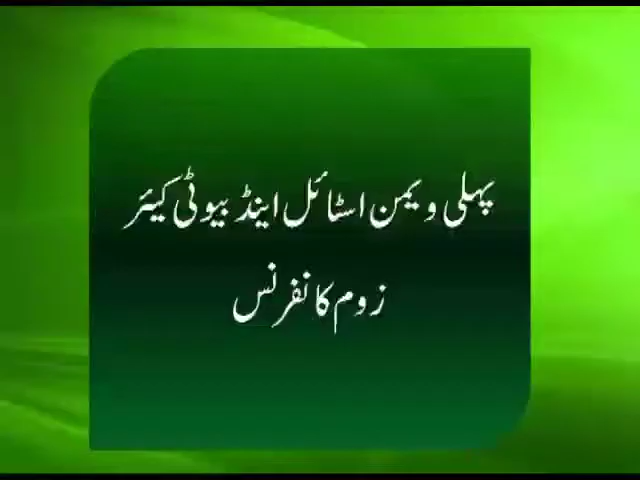 پہلی ویمن اسٹائل اینڈ بیوٹی کیئر
زوم کانفرنس